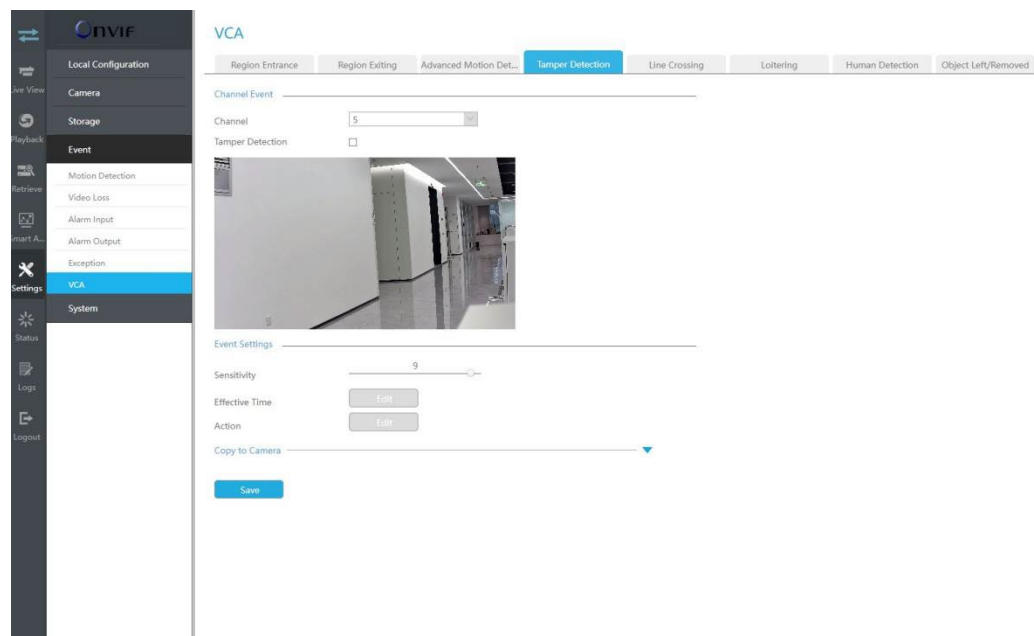 Onvif
Live View
Playback
Retrieve
Smart A...
Settings
Status
Logs
Logout
Local Configuration
Camera
Storage
Event
Motion Detection
Video Loss
Alarm Input
Alarm Output
Exception
VCA
System
VCA
Region Entrance
Region Exiting
Advanced Motion Det...
Tamper Detection
Line Crossing
Loitering
Human Detection
Object Left/Removed
Channel Event
Channel 5
Tamper Detection
Event Settings
9
Sensitivity
Effective Time Edit
Action Edit
Copy to Camera
Save